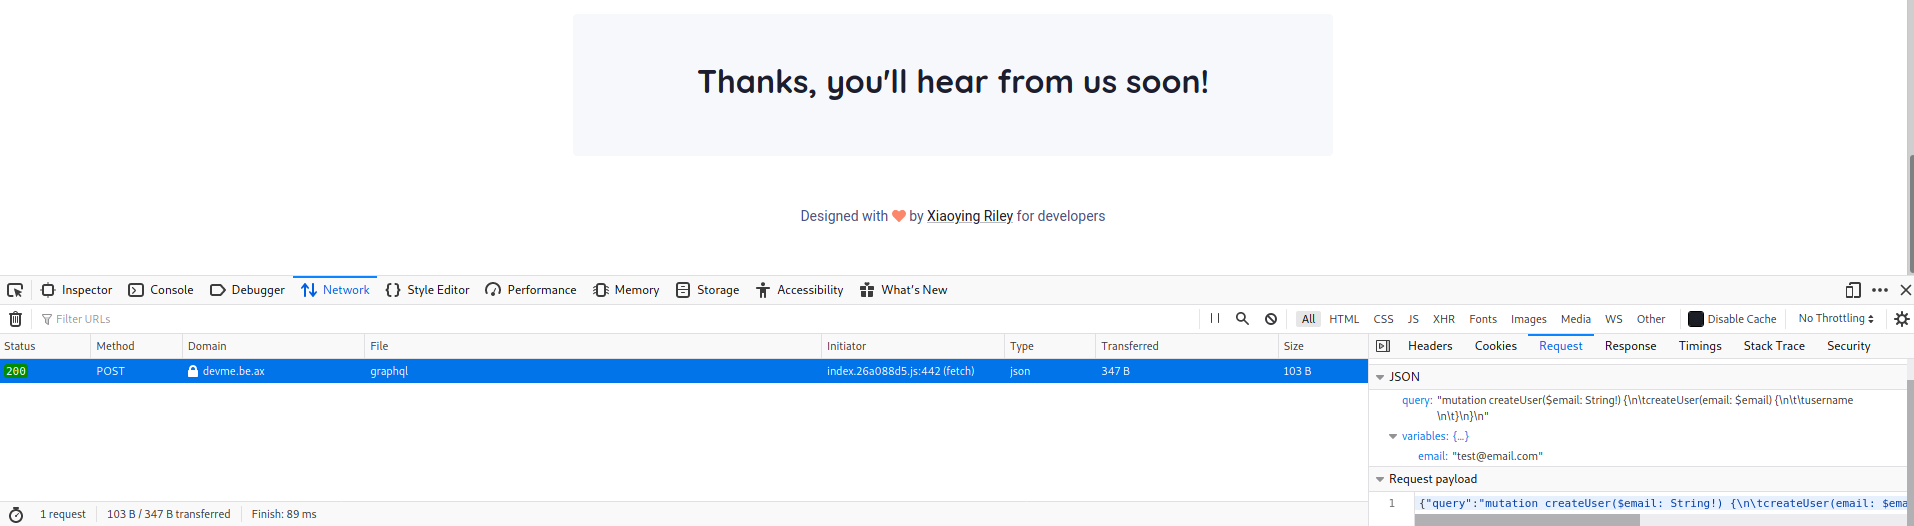 Thanks, you'll hear from us soon!
Designed with by Xiaoying Riley for developers
Inspector Console Debugger Network Style Editor Performance Memory Storage Accessibility What's New
Filter URLs All HTML CSS JS XHR Fonts Images Media WS Other Disable Cache No Throttling
Status Method Domain File Initiator Type Transferred Size
200 POST devme.be.ax graphql index.26a088d5.js:442 (fetch) json 347 B 103 B
Headers Cookies Request Response Timings Stack Trace Security
JSON
query: "mutation createUser($email: String!) {\n\tcreateUser(email: $email) {\n\t\tusername
\n\t}\n}\n"
variables: {…}
email: "test@email.com"
Request payload
1 {"query":"mutation createUser($email: String!) {\n\tcreateUser(email: $ema
1 request 103 B / 347 B transferred Finish: 89 ms